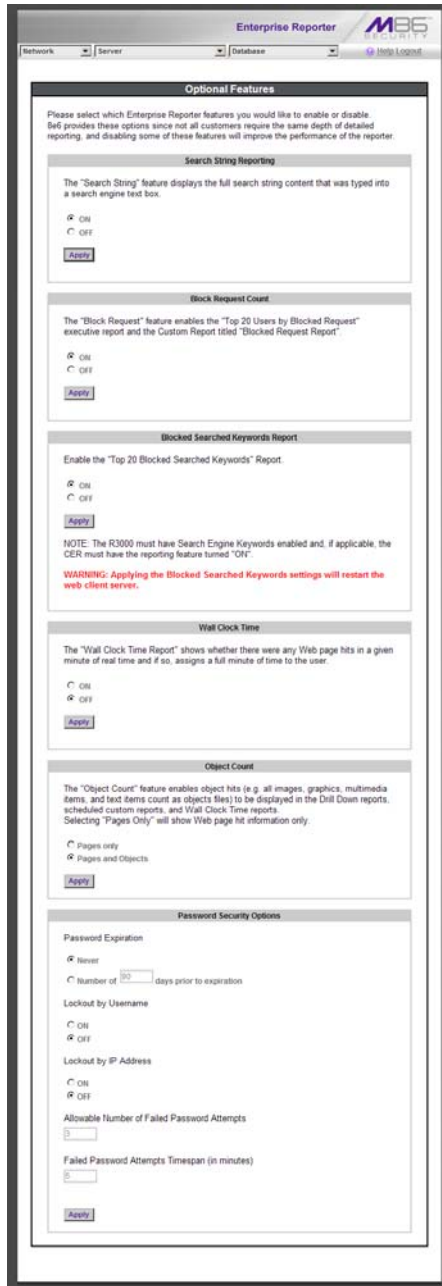 Enterprise Reporter
M86
SECURITY
Network Server Database Help Logout
Optional Features
Please select which Enterprise Reporter features you would like to enable or disable.
8e6 provides these options since not all customers require the same depth of detailed
reporting, and disabling some of these features will improve the performance of the reporter.
Search String Reporting
The "Search String" feature displays the full search string content that was typed into
a search engine text box.
ON
OFF
Apply
Block Request Count
The "Block Request" feature enables the "Top 20 Users by Blocked Request"
executive report and the Custom Report titled "Blocked Request Report".
ON
OFF
Apply
Blocked Searched Keywords Report
Enable the "Top 20 Blocked Searched Keywords" Report.
ON
OFF
Apply
NOTE: The R3000 must have Search Engine Keywords enabled and, if applicable, the
CER must have the reporting feature turned "ON".
WARNING: Applying the Blocked Searched Keywords settings will restart the
web client server.
Wall Clock Time
The "Wall Clock Time Report" shows whether there were any Web page hits in a given
minute of real time and if so, assigns a full minute of time to the user.
ON
OFF
Apply
Object Count
The "Object Count" feature enables object hits (e.g. all images, graphics, multimedia
items, and text items count as objects files) to be displayed in the Drill Down reports,
scheduled custom reports, and Wall Clock Time reports.
Selecting "Pages Only" will show Web page hit information only.
Pages only
Pages and Objects
Apply
Password Security Options
Password Expiration
Never
Number of 90 days prior to expiration
Lockout by Username
ON
OFF
Lockout by IP Address
ON
OFF
Allowable Number of Failed Password Attempts
3
Failed Password Attempts Timespan (in minutes)
5
Apply